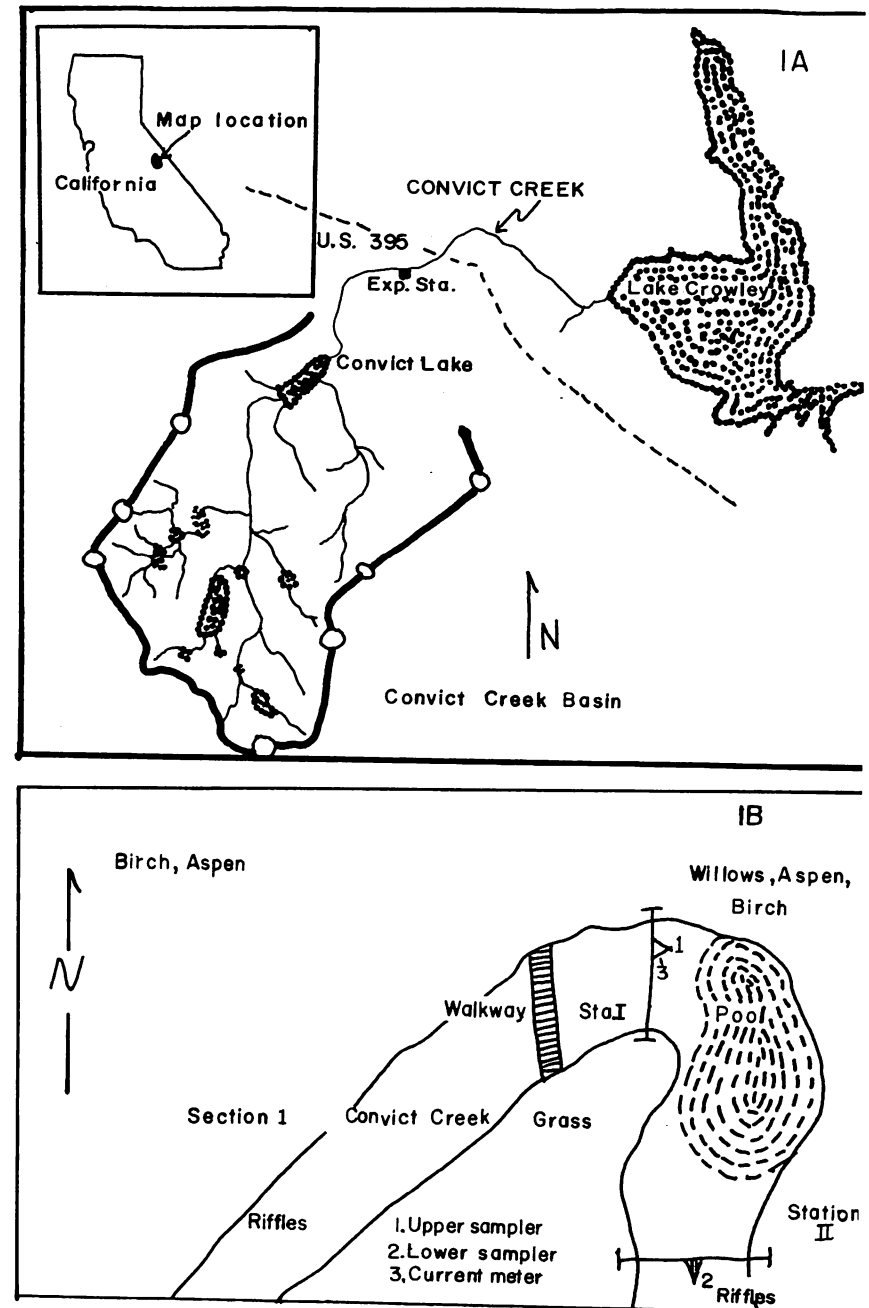 1A
Map location
California
CONVICT CREEK
U.S. 395
Exp. Sta.
Lake Crowley
Convict Lake
N
Convict Creek Basin
1B
Birch, Aspen
Willows, Aspen,
Birch
N
1
3
Walkway
Sta.I
Pool
Section 1
Convict Creek
Grass
Riffles
1. Upper sampler
2. Lower sampler
3. Current meter
Station
II
2
Riffles